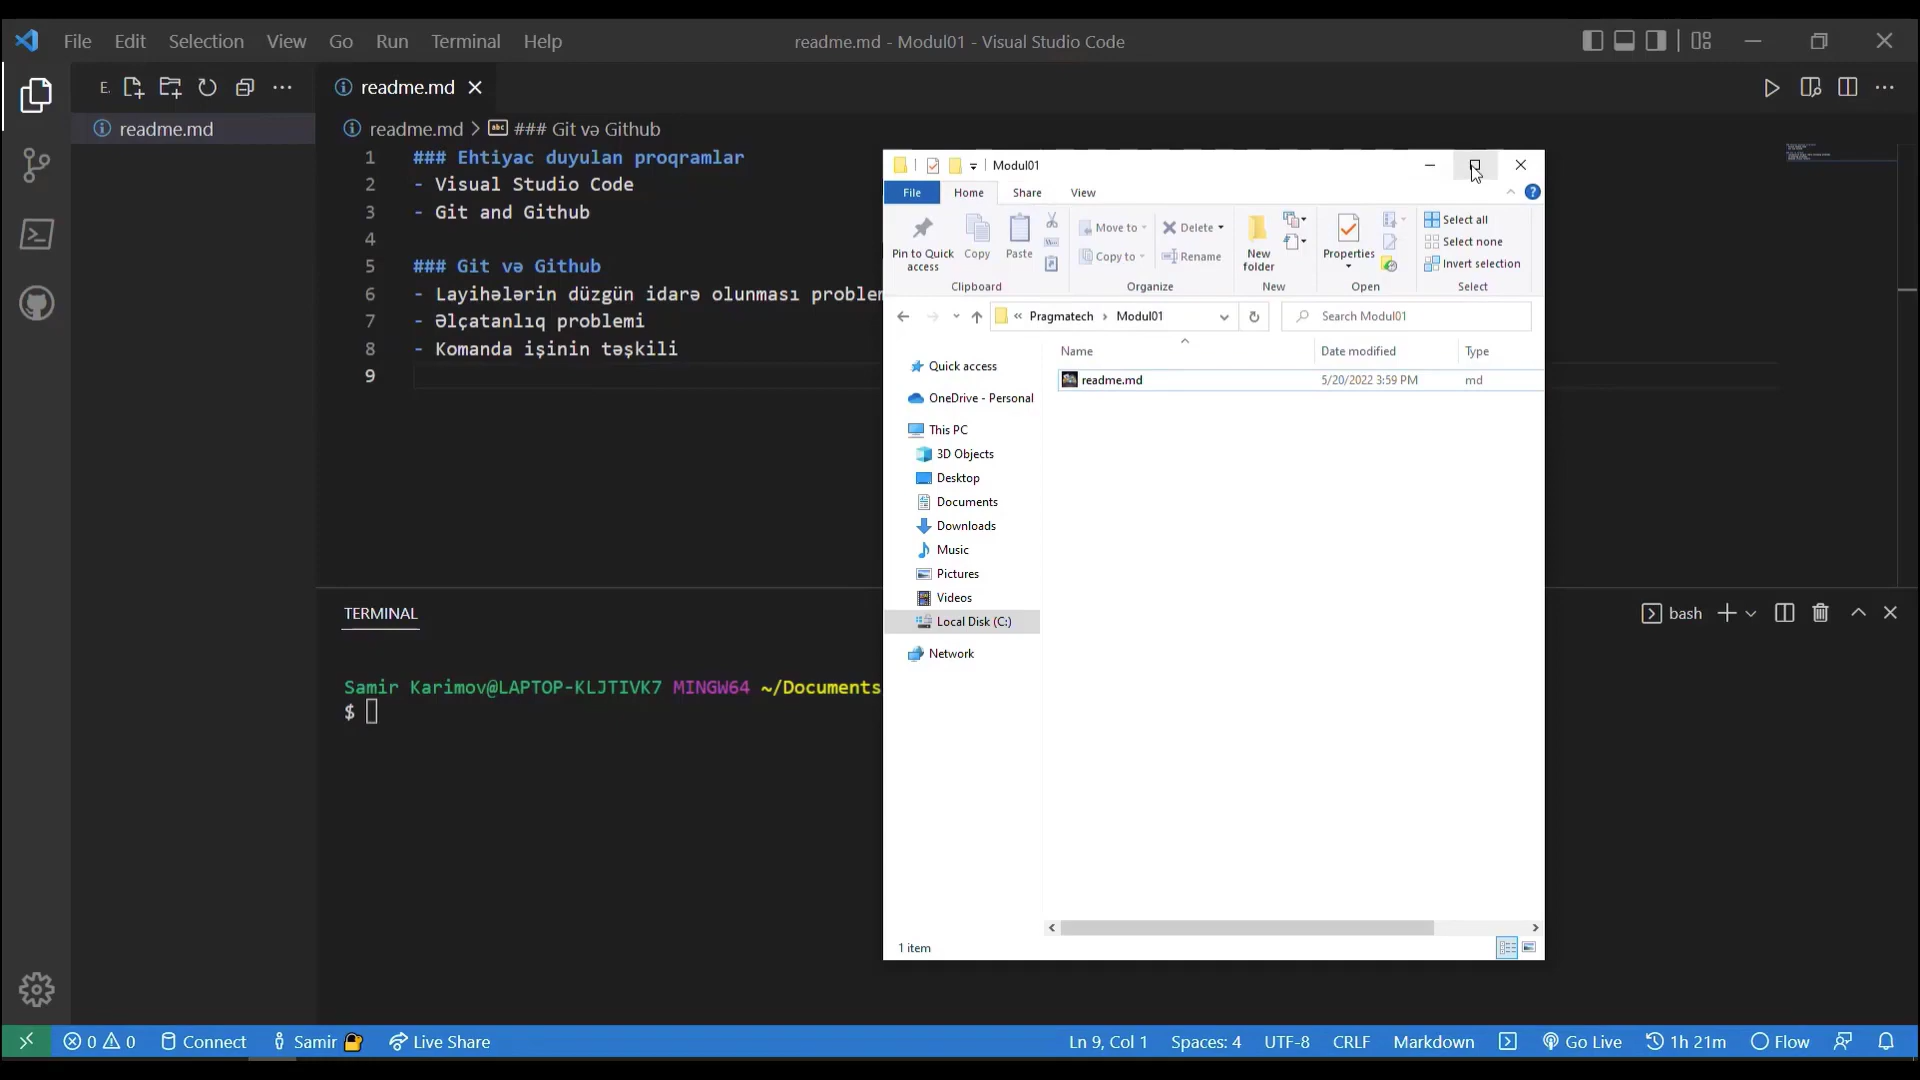 File Edit Selection View Go Run Terminal Help
readme.md - Modul01 - Visual Studio Code
E.
readme.md
readme.md
readme.md > ### Git və Github
1 ### Ehtiyac duyulan proqramlar
2 - Visual Studio Code
3 - Git and Github
4
5 ### Git və Github
6 - Layihələrin düzgün idarə olunması
7 - Əlçatanlıq problemi
8 - Komanda işinin təşkili
9
Modul01
File Home Share View
Pin to Quick access
Copy
Paste
Clipboard
Move to
Copy to
Delete
Rename
Organize
New folder
New
Properties
Open
Select all
Select none
Invert selection
Select
« Pragmatech > Modul01
Search Modul01
Name Date modified Type
readme.md 5/20/2022 3:59 PM md
Quick access
OneDrive - Personal
This PC
3D Objects
Desktop
Documents
Downloads
Music
Pictures
Videos
Local Disk (C:)
Network
1 item
TERMINAL
bash
Samir Karimov@LAPTOP-KLJTIVK7 MINGW64 ~/Documents
$
0 0 Connect Samir Live Share
Ln 9, Col 1 Spaces: 4 UTF-8 CRLF Markdown Go Live 1h 21m Flow